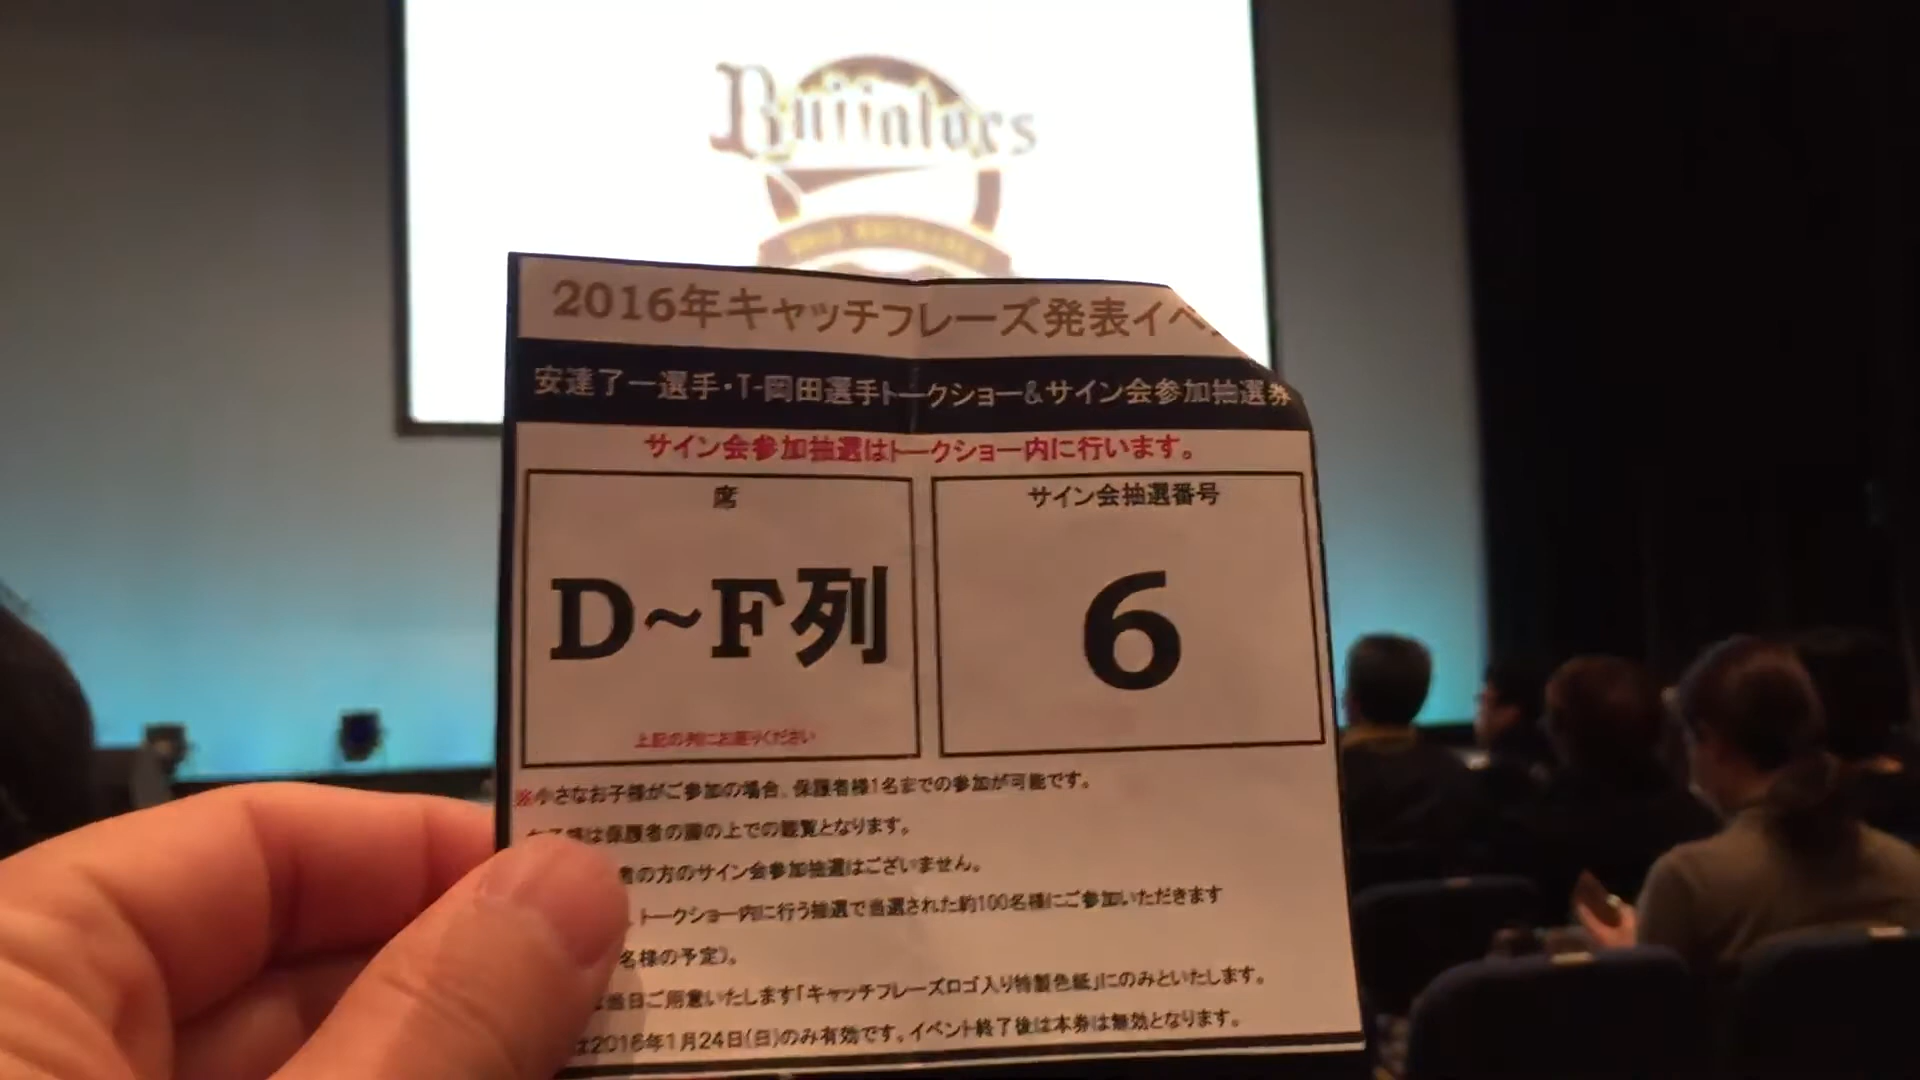 Buffaloes
2016年キャッチフレーズ発表イベ
安達了一選手・T-岡田選手トークショー&サイン会参加抽選券
サイン会参加抽選はトークショー内に行います。
席
D~F列
上記の列にお座りください
サイン会抽選番号
6
※小さなお子様がご参加の場合、保護者様1名までの参加が可能です。
お子様は保護者の膝の上での観覧となります。
者の方のサイン会参加抽選はございません。
、トークショー内に行う抽選で当選された約100名様にご参加いただきます
名様の予定)。
は当日ご用意いたします「キャッチフレーズロゴ入り特製色紙」にのみといたします。
は2016年1月24日(日)のみ有効です。イベント終了後は本券は無効となります。